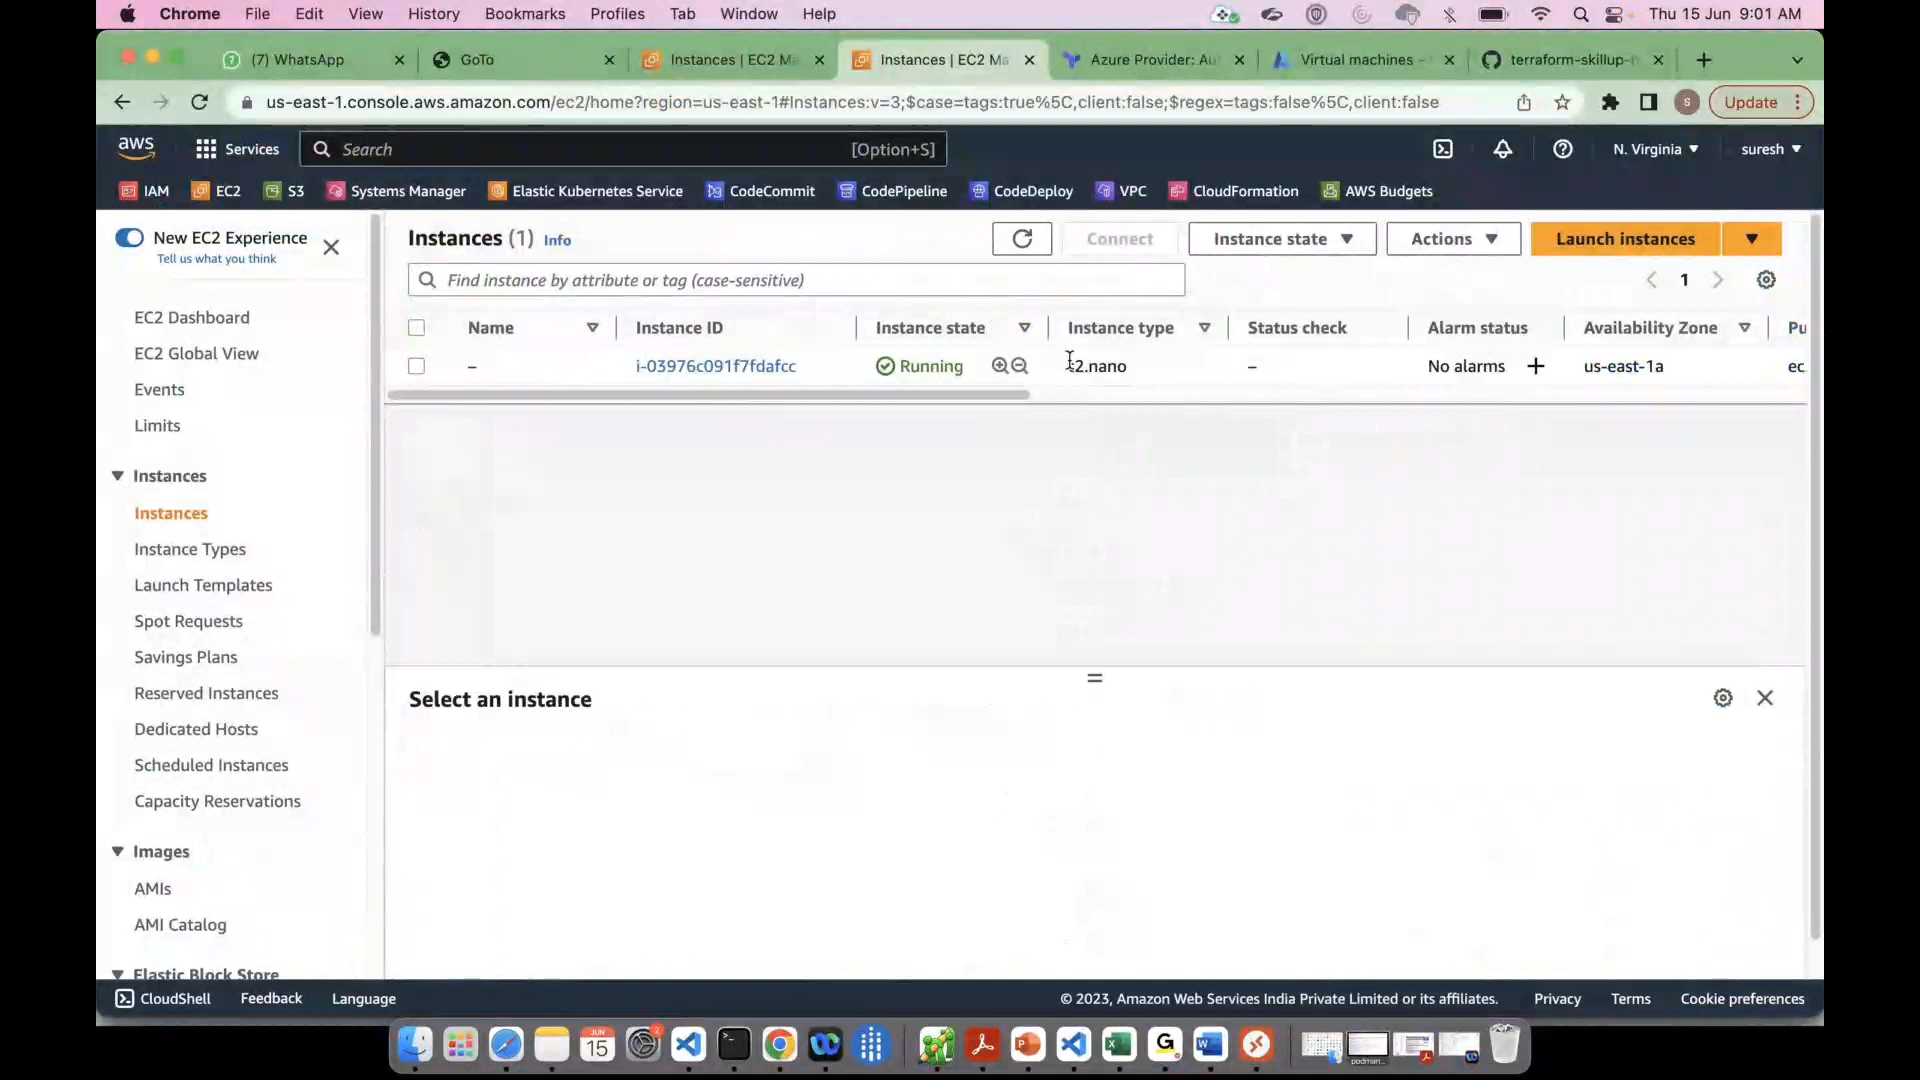 Chrome File Edit View History Bookmarks Profiles Tab Window Help Thu 15 Jun 9:01 AM
(7) WhatsApp GoTo Instances | EC2 Ma Instances | EC2 Ma Azure Provider: Au Virtual machines - terraform-skillup-
us-east-1.console.aws.amazon.com/ec2/home?region=us-east-1#Instances:v=3;$case=tags:true%5C,client:false;$regex=tags:false%5C,client:false S Update
aws Services Search [Option+S] N. Virginia suresh
IAM EC2 S3 Systems Manager Elastic Kubernetes Service CodeCommit CodePipeline CodeDeploy VPC CloudFormation AWS Budgets
New EC2 Experience
Tell us what you think
EC2 Dashboard
EC2 Global View
Events
Limits
Instances
Instances
Instance Types
Launch Templates
Spot Requests
Savings Plans
Reserved Instances
Dedicated Hosts
Scheduled Instances
Capacity Reservations
Images
AMIs
AMI Catalog
Elastic Block Store
Instances (1) Info Connect Instance state Actions Launch instances
Find instance by attribute or tag (case-sensitive) 1
Name Instance ID Instance state Instance type Status check Alarm status Availability Zone Pu
– i-03976c091f7fdafcc Running 2.nano – No alarms us-east-1a ec
Select an instance
CloudShell Feedback Language © 2023, Amazon Web Services India Private Limited or its affiliates. Privacy Terms Cookie preferences
JUN
15
2
podman...